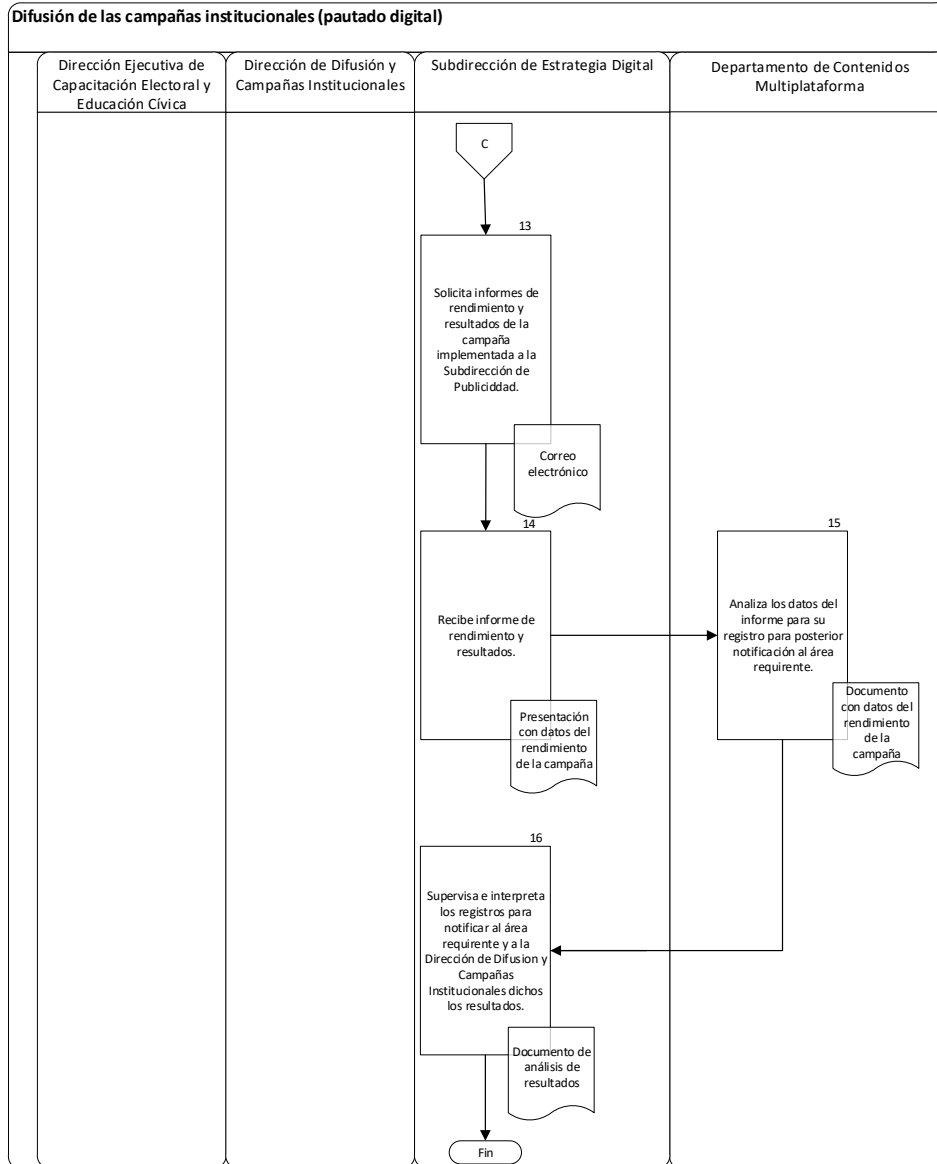 Difusión de las campañas institucionales (pautado digital)
Dirección Ejecutiva de
Capacitación Electoral y
Educación Cívica
Dirección de Difusión y
Campañas Institucionales
Subdirección de Estrategia Digital
Departamento de Contenidos
Multiplataforma
C
13
Solicita informes de
rendimiento y
resultados de la
campaña
implementada a la
Subdirección de
Publiciddad.
Correo
electrónico
14
Recibe informe de
rendimiento y
resultados.
Presentación
con datos del
rendimiento
de la campaña
15
Analiza los datos del
informe para su
registro para posterior
notificación al área
requirente.
Documento
con datos del
rendimiento
de la
campaña
16
Supervisa e interpreta
los registros para
notificar al área
requirente y a la
Dirección de Difusion y
Campañas
Institucionales dichos
los resultados.
Documento de
análisis de
resultados
Fin